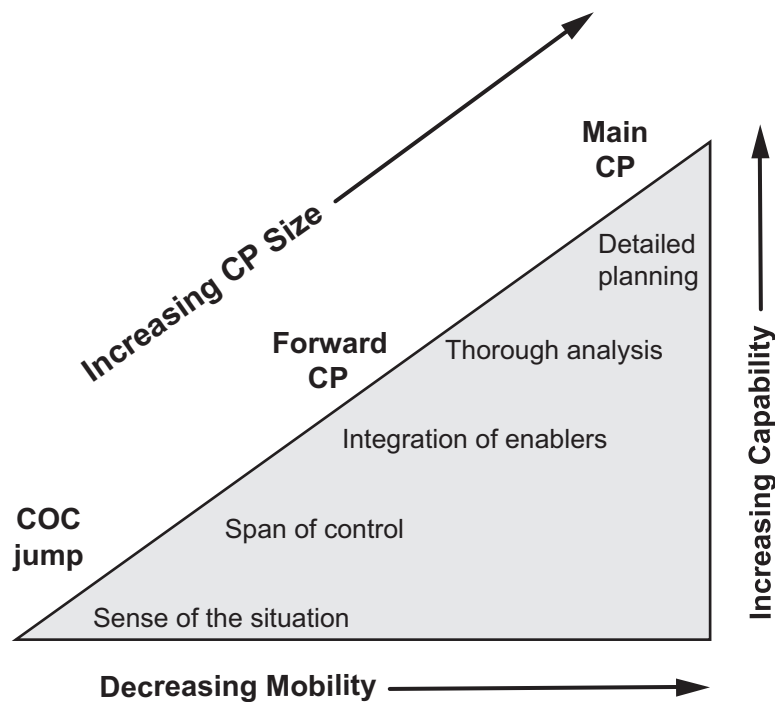 Increasing CP Size
Main
CP
Detailed
planning
Forward
CP
Thorough analysis
Integration of enablers
COC
jump
Span of control
Sense of the situation
Increasing Capability
Decreasing Mobility